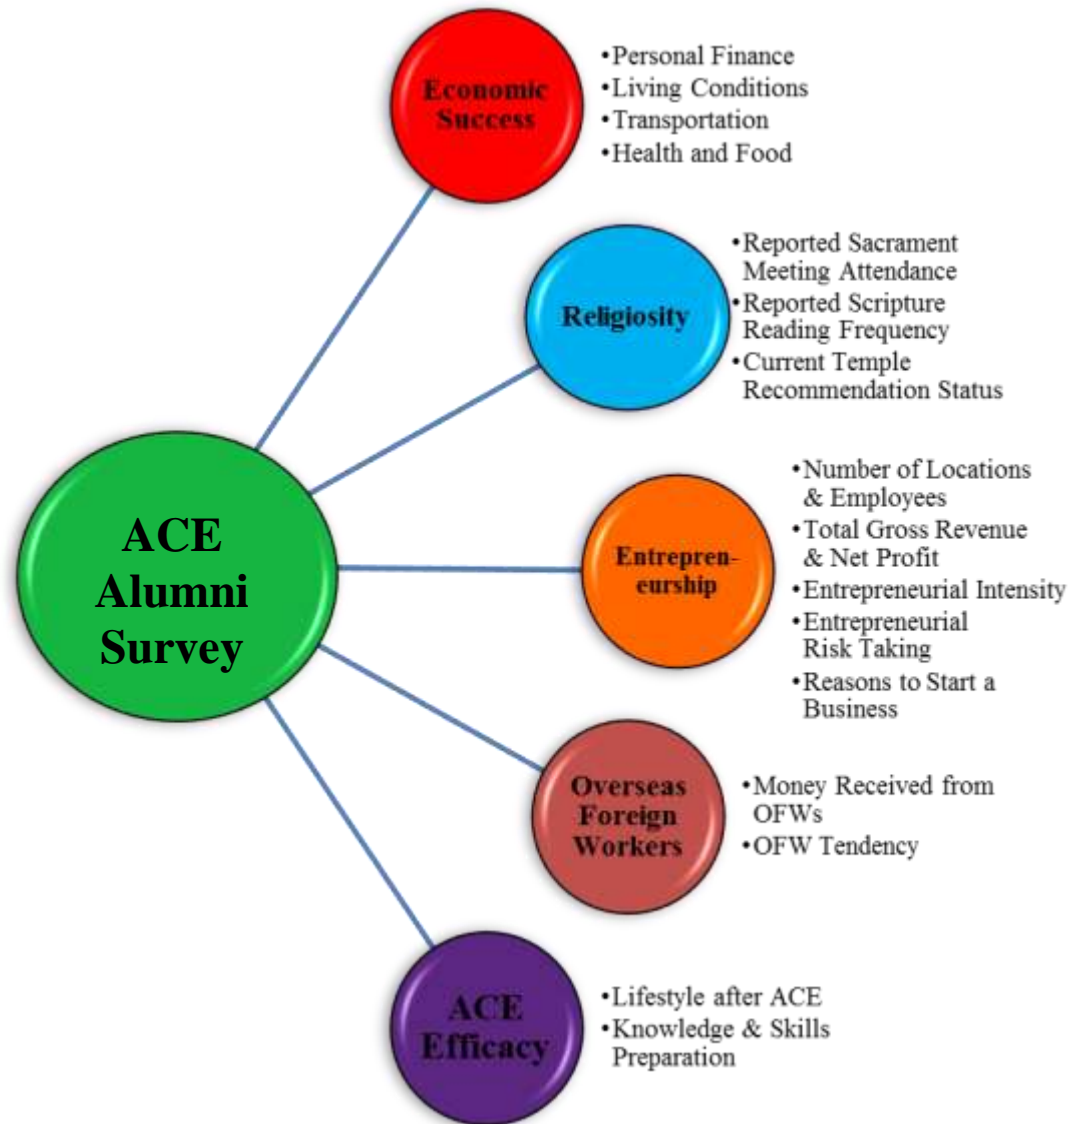 Economic
Success
•Personal Finance
•Living Conditions
•Transportation
•Health and Food
Religiosity
•Reported Sacrament
Meeting Attendance
•Reported Scripture
Reading Frequency
•Current Temple
Recommendation Status
ACE
Alumni
Survey
Entrepren-
eurship
•Number of Locations
& Employees
•Total Gross Revenue
& Net Profit
•Entrepreneurial Intensity
•Entrepreneurial
Risk Taking
•Reasons to Start a
Business
Overseas
Foreign
Workers
•Money Received from
OFWs
•OFW Tendency
ACE
Efficacy
•Lifestyle after ACE
•Knowledge & Skills
Preparation